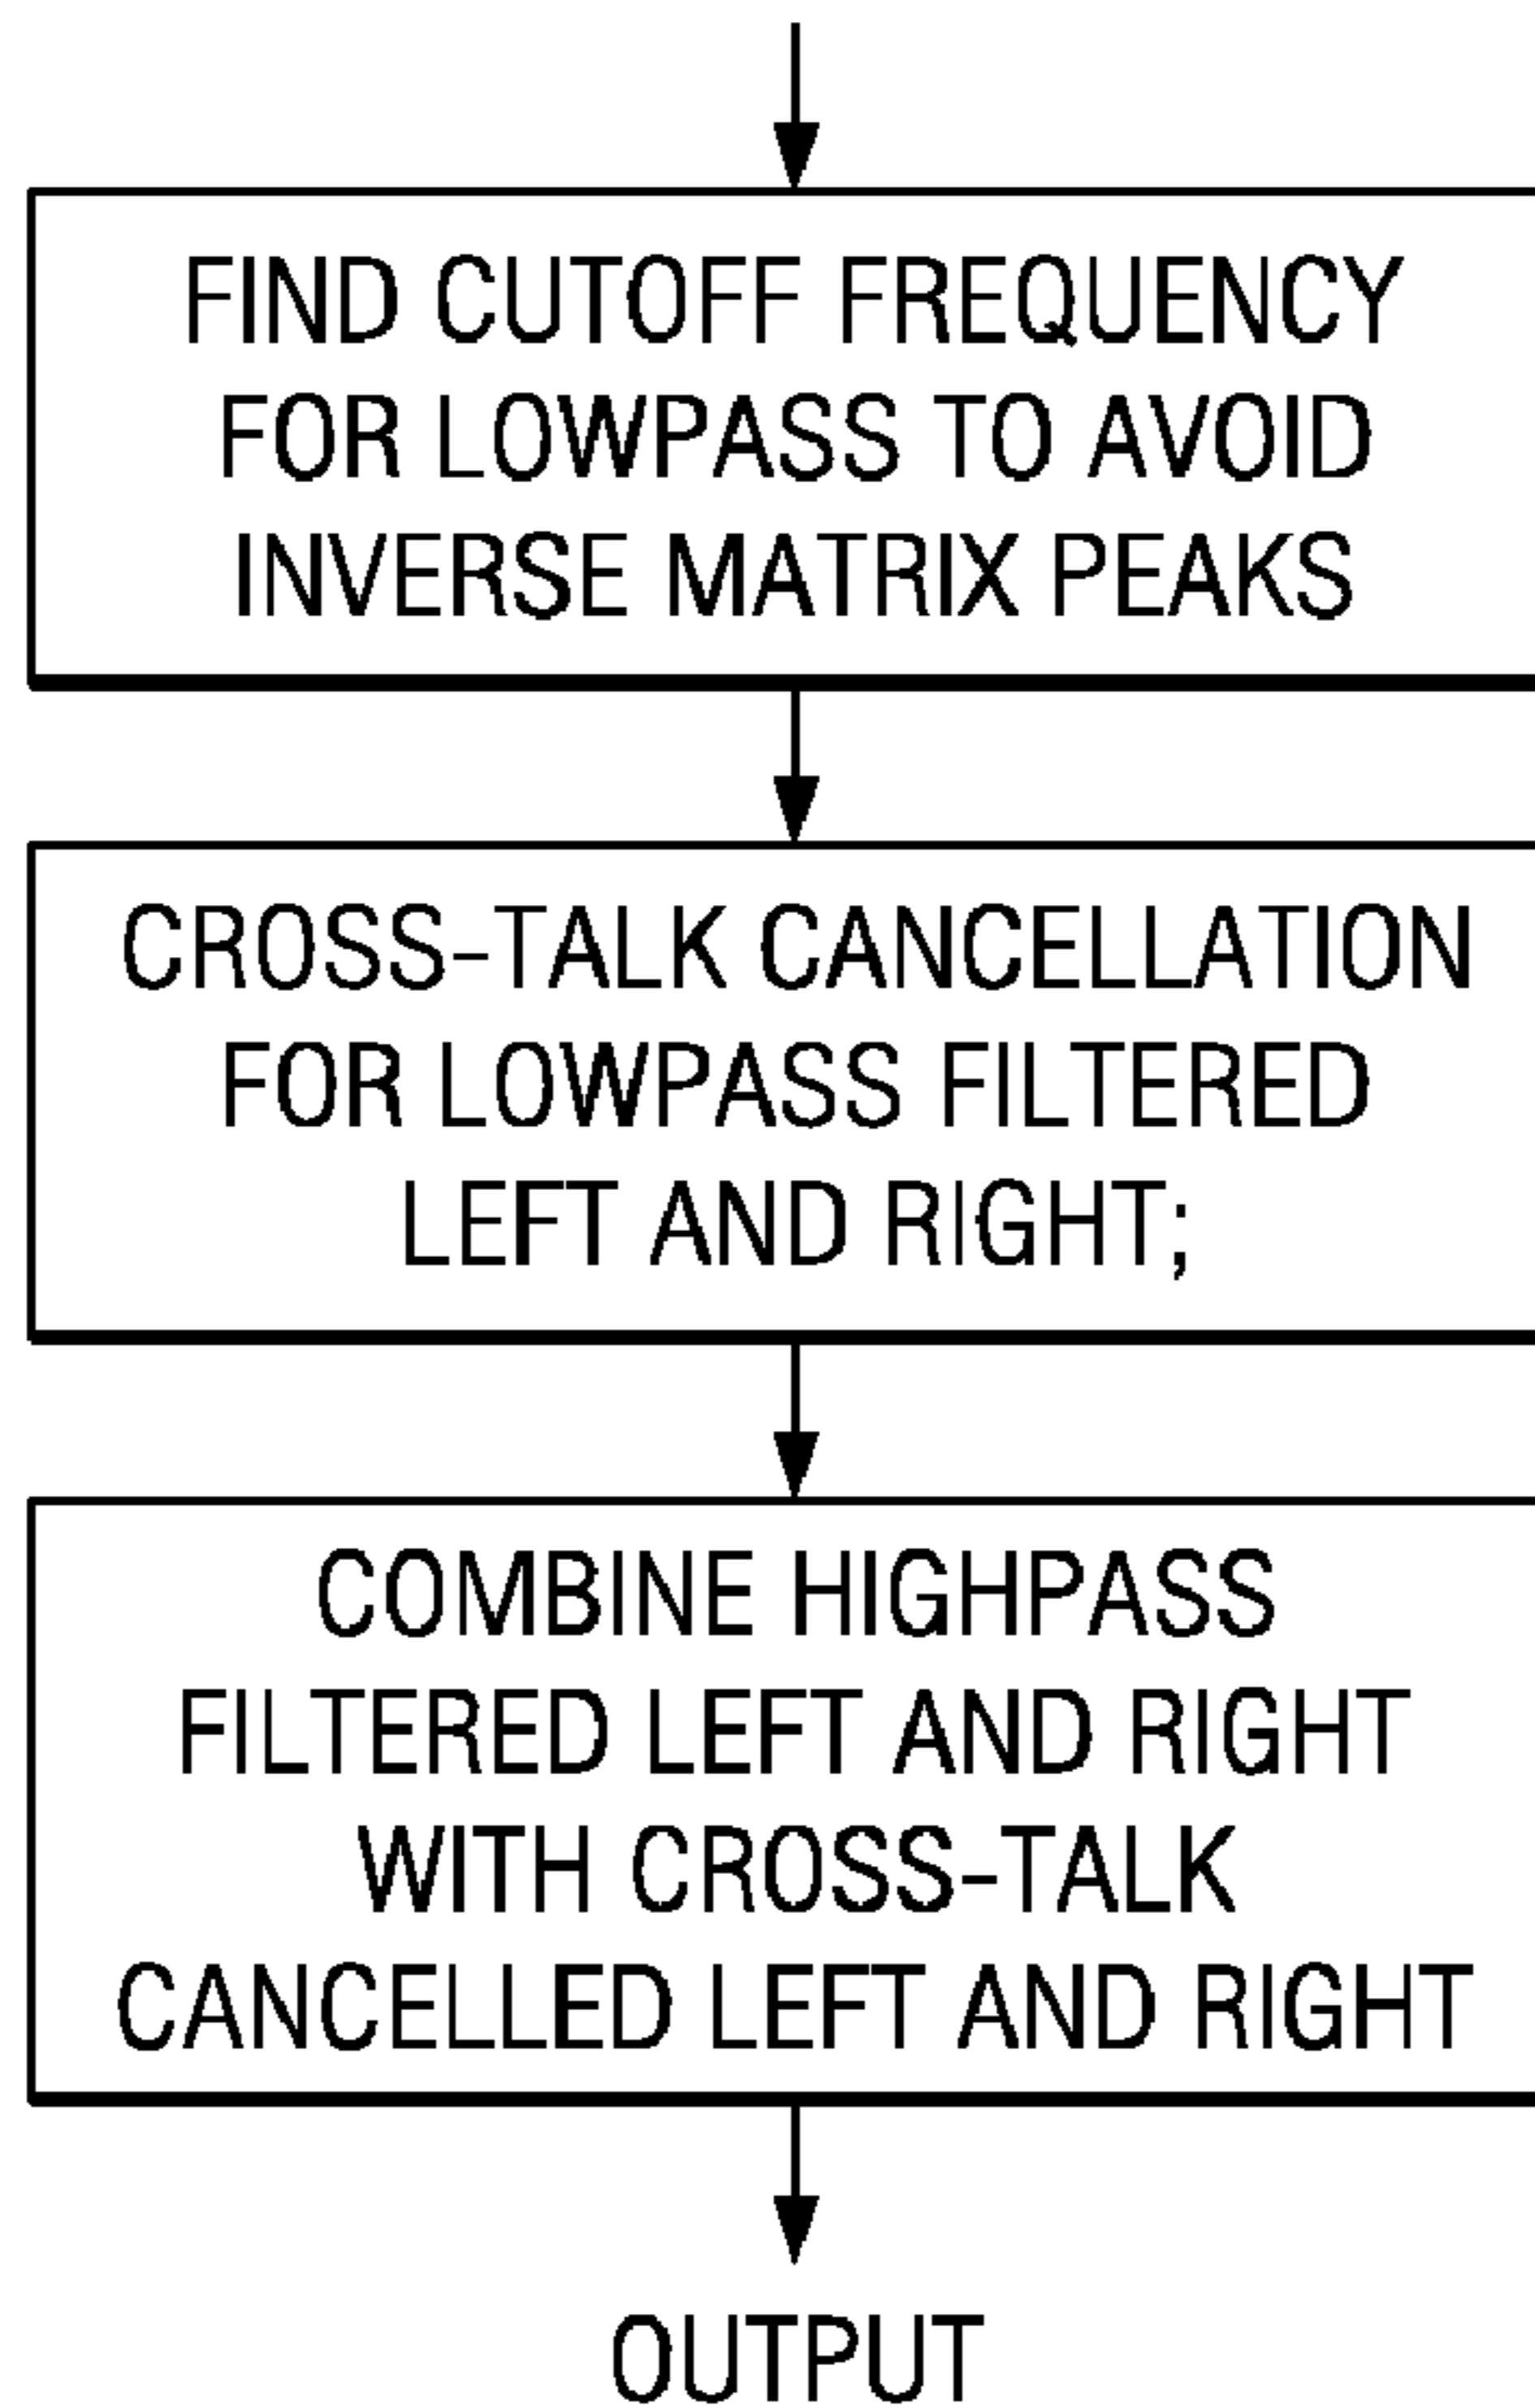 FIND CUTOFF FREQUENCY
FOR LOWPASS TO AVOID
INVERSE MATRIX PEAKS
CROSS-TALK CANCELLATION
FOR LOWPASS FILTERED
LEFT AND RIGHT;
COMBINE HIGHPASS
FILTERED LEFT AND RIGHT
WITH CROSS-TALK
CANCELLED LEFT AND RIGHT
OUTPUT